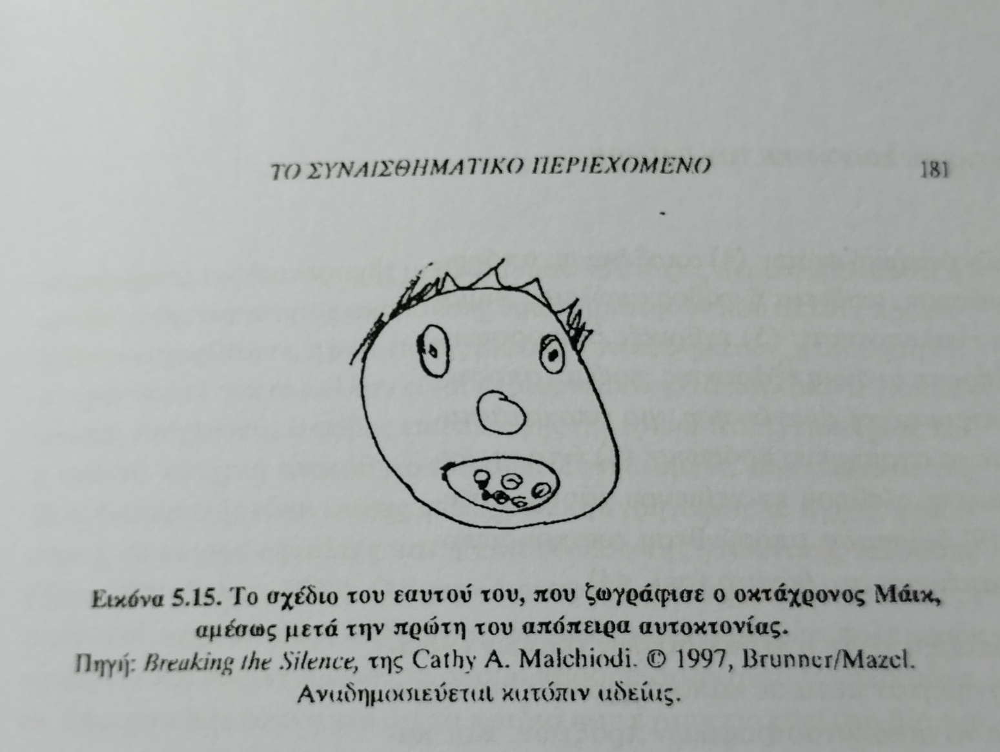 ΤΟ ΣΥΝΑΙΣΘΗΜΑΤΙΚΟ ΠΕΡΙΕΧΟΜΕΝΟ 181
Εικόνα 5.15. Το σχέδιο του εαυτού του, που ζωγράφισε ο οκτάχρονος Μάικ,
αμέσως μετά την πρώτη του απόπειρα αυτοκτονίας.
Πηγή: Breaking the Silence, της Cathy A. Malchiodi. © 1997, Brunner/Mazel.
Αναδημοσιεύεται κατόπιν αδείας.